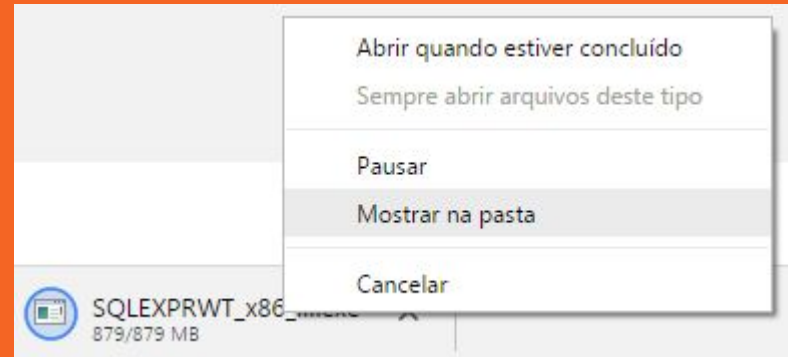 Abrir quando estiver concluído
Sempre abrir arquivos deste tipo
Pausar
Mostrar na pasta
Cancelar
SQLEXPRWT_x86_
879/879 MB